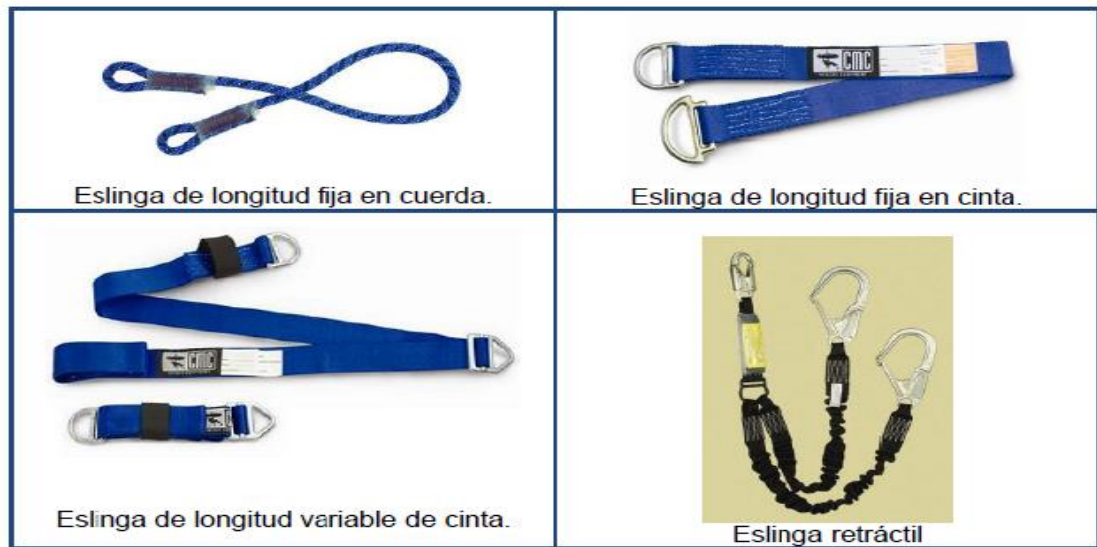 CMC
Eslinga de longitud fija en cuerda.
Eslinga de longitud fija en cinta.
CMC
CMC
Eslinga de longitud variable de cinta.
Eslinga retráctil